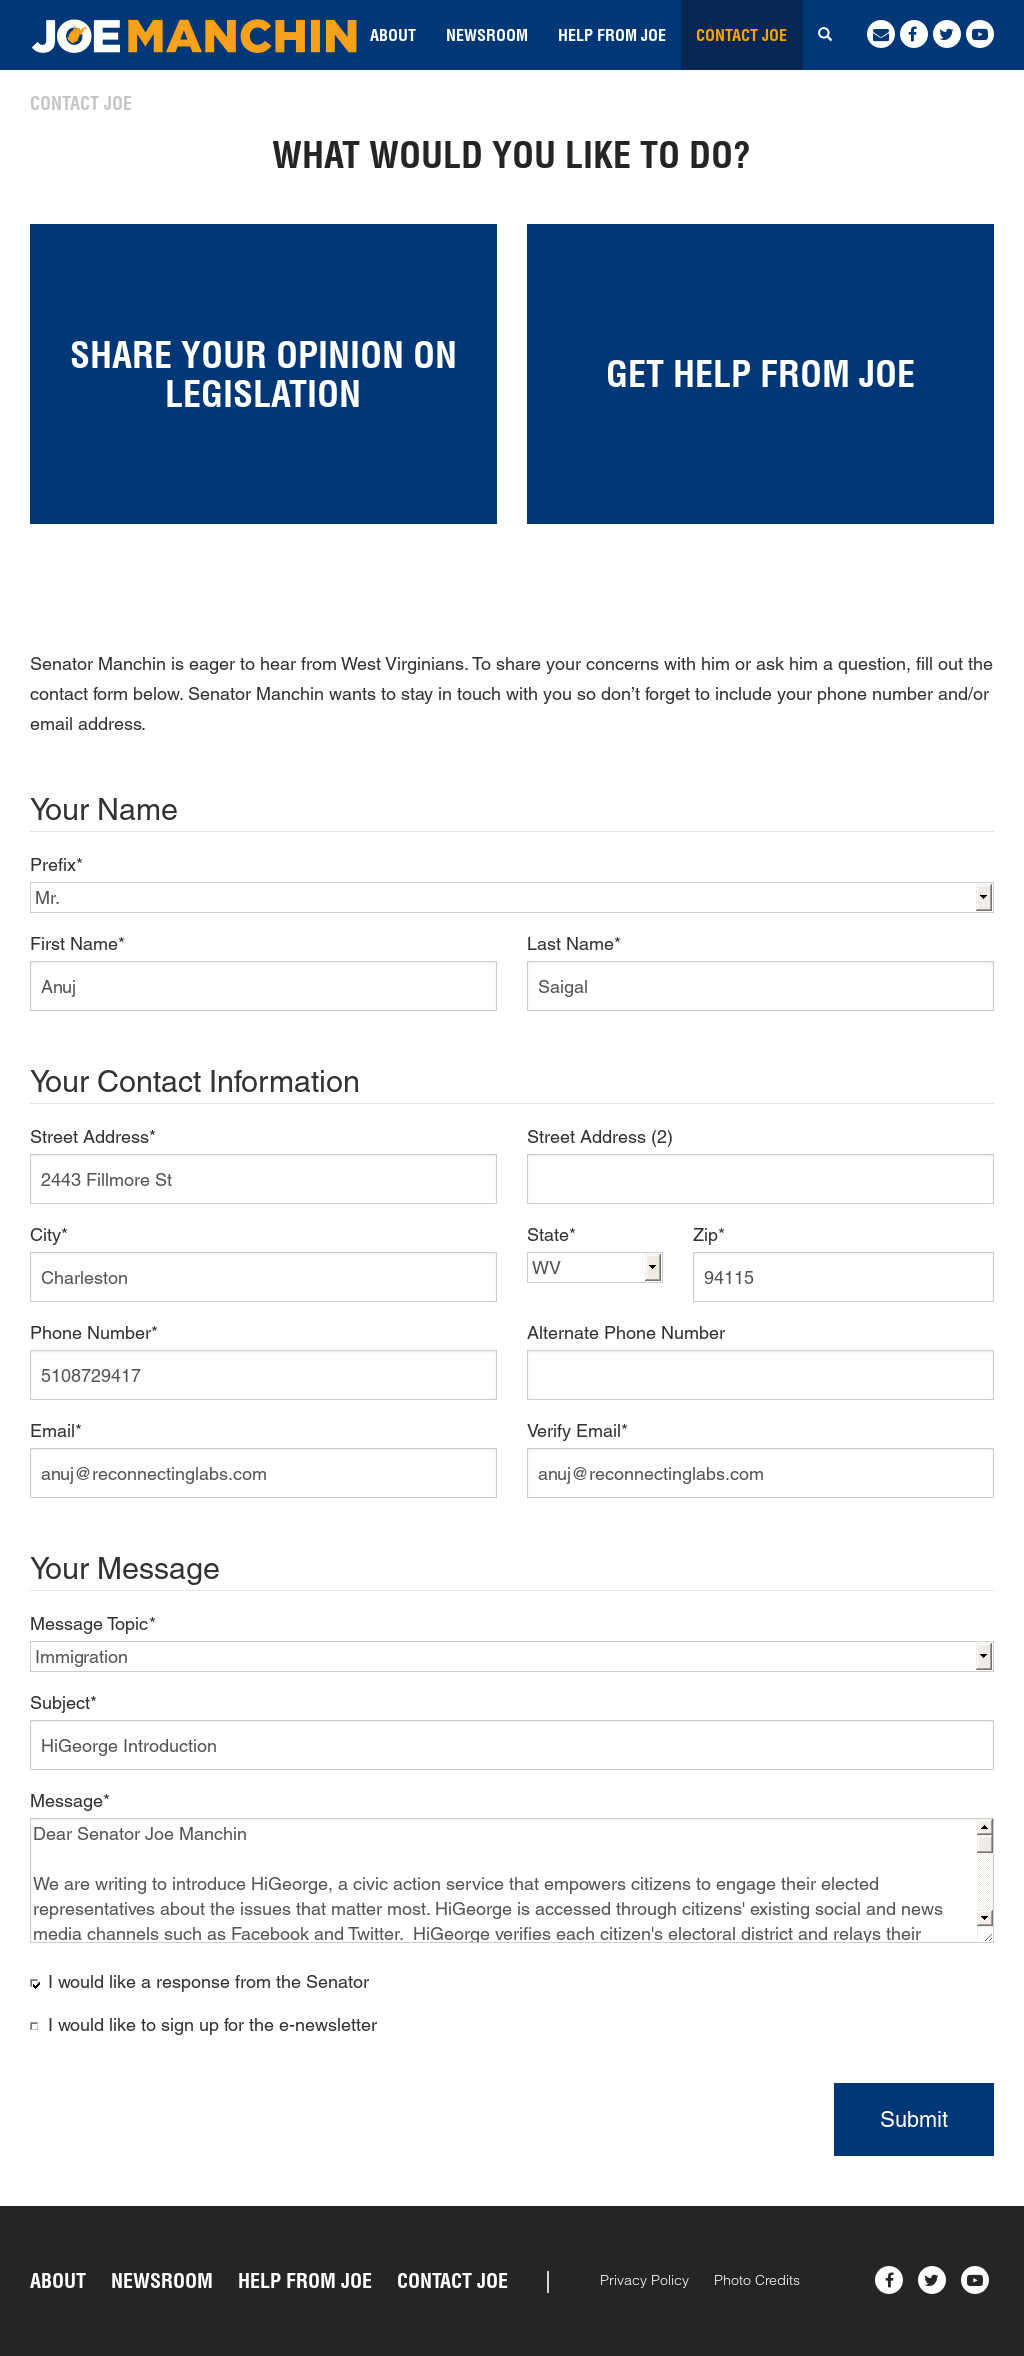 JOE MANCHIN ABOUT NEWSROOM HELP FROM JOE CONTACT JOE
CONTACT JOE
WHAT WOULD YOU LIKE TO DO?
SHARE YOUR OPINION ON
LEGISLATION
GET HELP FROM JOE
Senator Manchin is eager to hear from West Virginians. To share your concerns with him or ask him a question, fill out the
contact form below. Senator Manchin wants to stay in touch with you so don’t forget to include your phone number and/or
email address.
Your Name
Prefix*
Mr.
First Name* Last Name*
Anuj Saigal
Your Contact Information
Street Address* Street Address (2)
2443 Fillmore St
City* State* Zip*
Charleston WV 94115
Phone Number* Alternate Phone Number
5108729417
Email* Verify Email*
anuj@reconnectinglabs.com anuj@reconnectinglabs.com
Your Message
Message Topic*
Immigration
Subject*
HiGeorge Introduction
Message*
Dear Senator Joe Manchin
We are writing to introduce HiGeorge, a civic action service that empowers citizens to engage their elected
representatives about the issues that matter most. HiGeorge is accessed through citizens' existing social and news
media channels such as Facebook and Twitter.  HiGeorge verifies each citizen's electoral district and relays their
I would like a response from the Senator
I would like to sign up for the e-newsletter
Submit
ABOUT NEWSROOM HELP FROM JOE CONTACT JOE | Privacy Policy Photo Credits